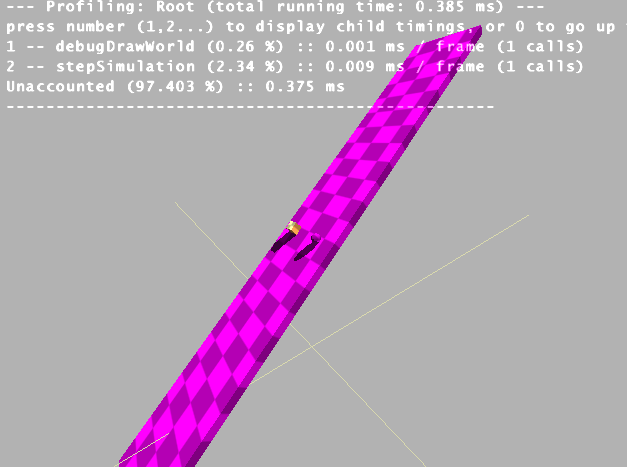 --- Profiling: Root (total running time: 0.385 ms) ---
press number (1,2...) to display child timings, or 0 to go up
1 -- debugDrawWorld (0.26 %) :: 0.001 ms / frame (1 calls)
2 -- stepSimulation (2.34 %) :: 0.009 ms / frame (1 calls)
Unaccounted (97.403 %) :: 0.375 ms
-------------------------------------------------